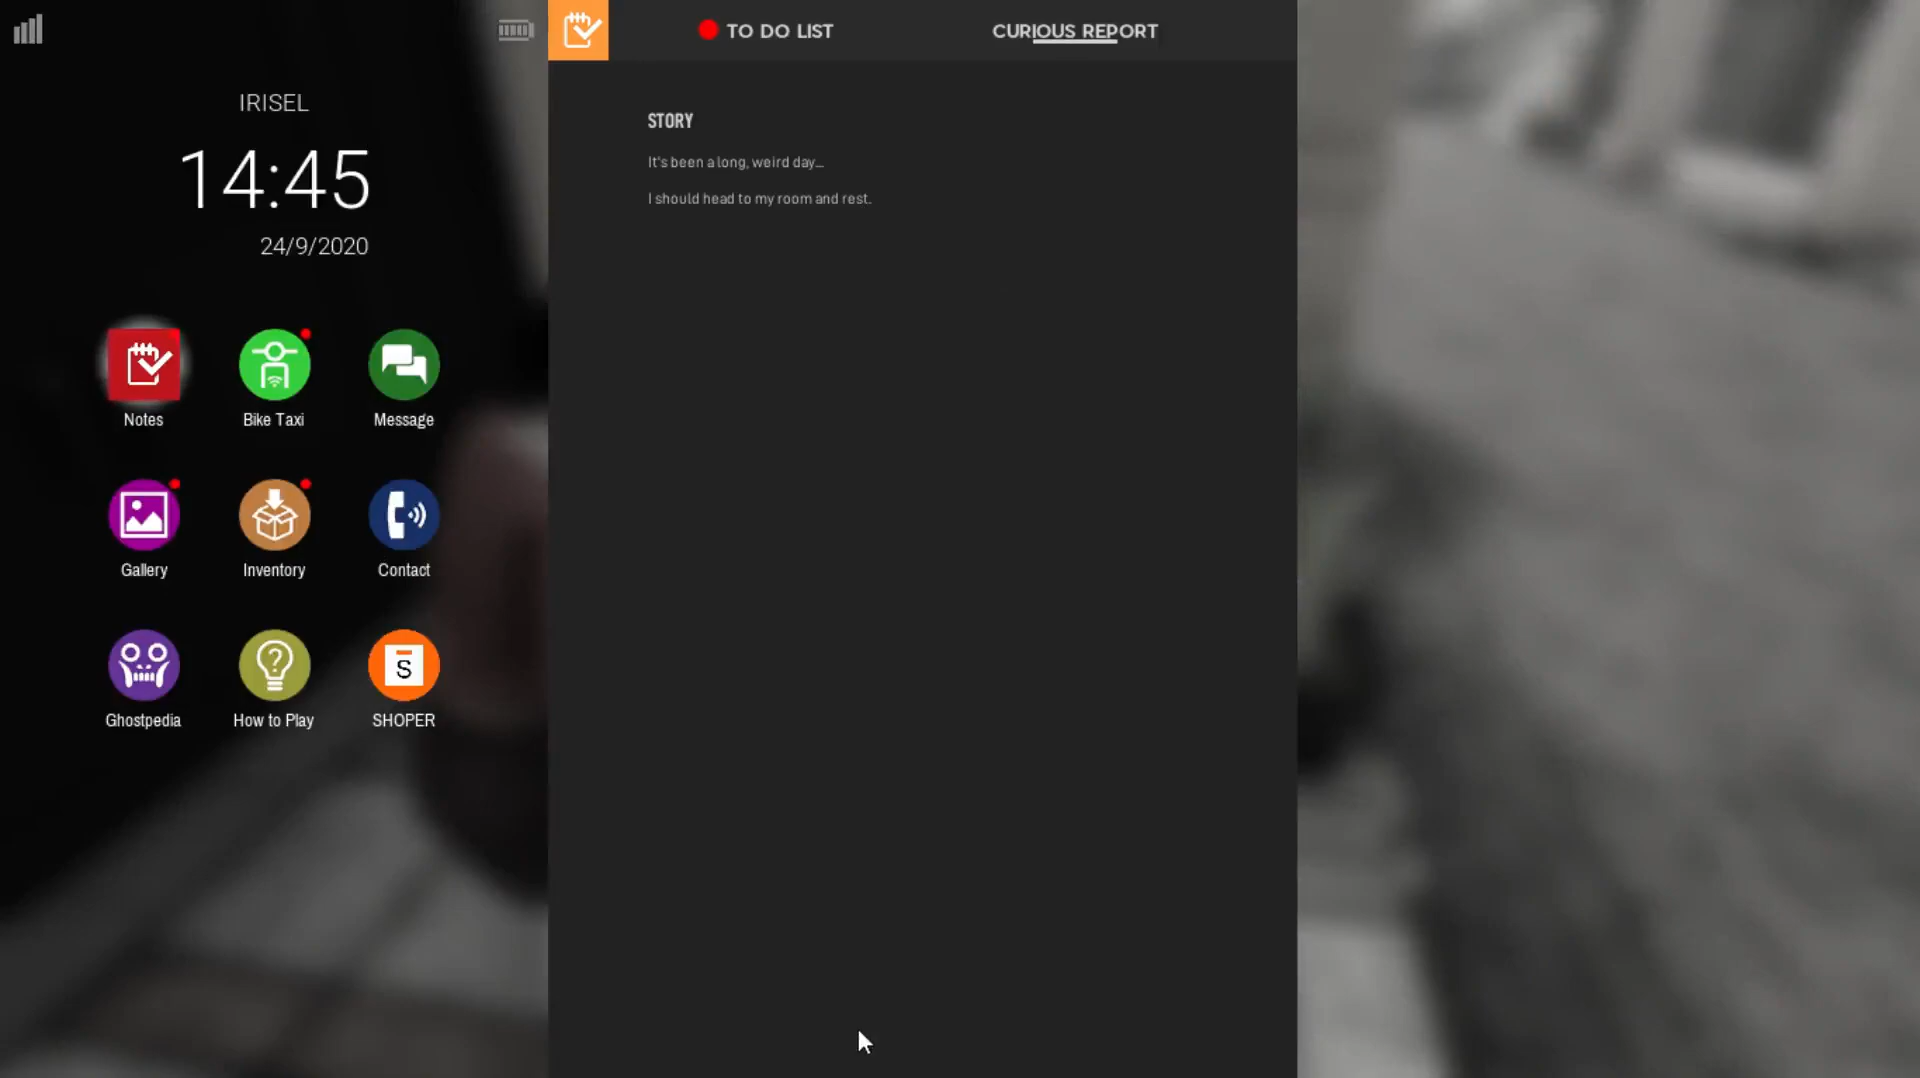 TO DO LIST
CURIOUS REPORT
IRISEL
14:45
24/9/2020
STORY
It's been a long, weird day...
I should head to my room and rest.
Notes
Bike Taxi
Message
Gallery
Inventory
Contact
Ghostpedia
How to Play
S
SHOPER